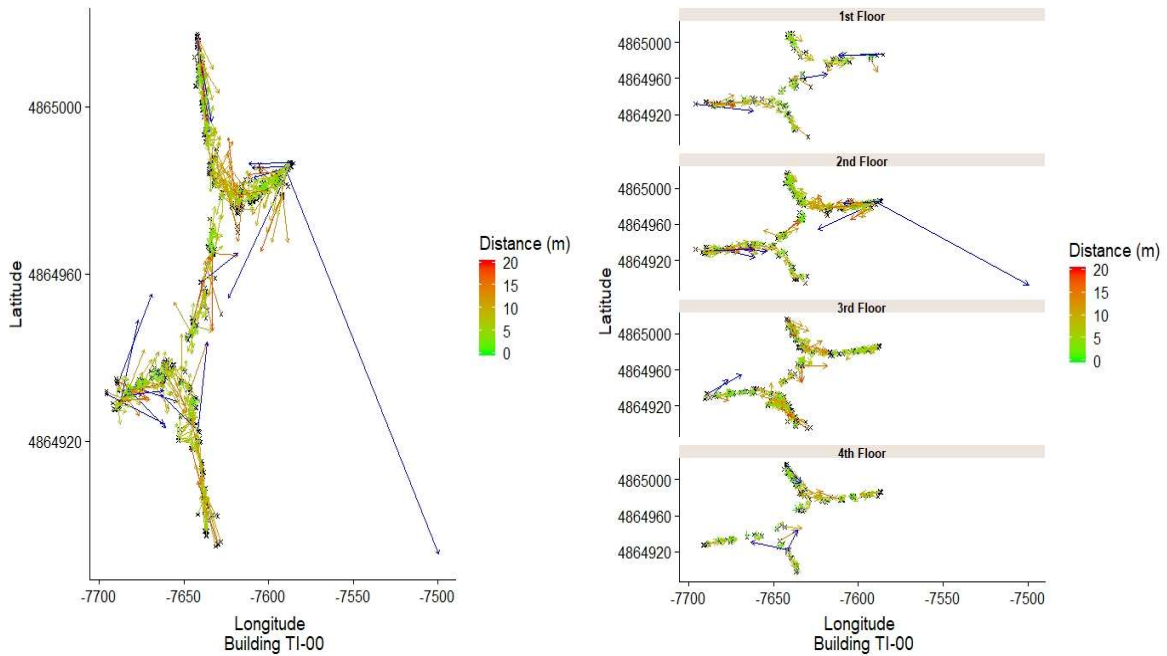 4865000
4864960
4864920
Latitude
-7700
-7650
-7600
-7550
-7500
Longitude
Building TI-00
Distance (m)
20
15
10
5
0
1st Floor
4865000
4864960
4864920
2nd Floor
4865000
4864960
4864920
3rd Floor
4865000
4864960
4864920
4th Floor
4865000
4864960
4864920
Latitude
-7700
-7650
-7600
-7550
-7500
Longitude
Building TI-00
Distance (m)
20
15
10
5
0